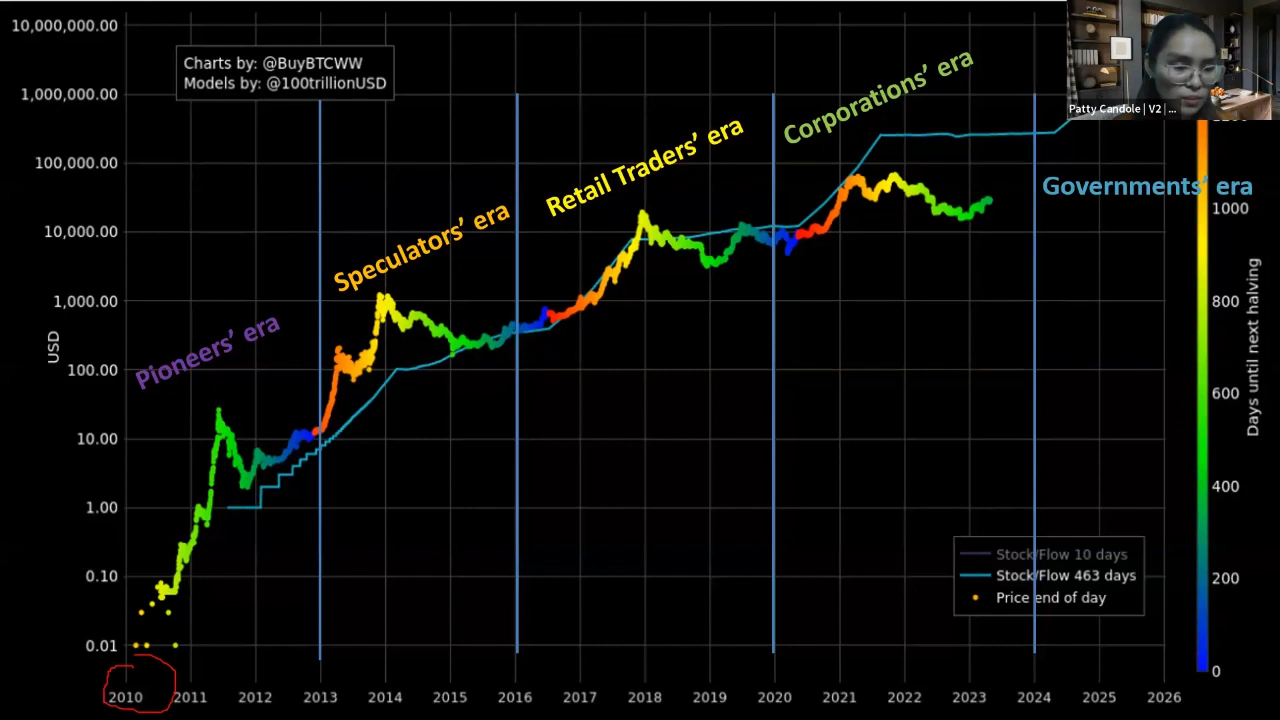 10,000,000.00
1,000,000.00
100,000.00
10,000.00
1,000.00
100.00
10.00
1.00
0.10
0.01
USD
Charts by: @BuyBTCWW
Models by: @100trillionUSD
Pioneers' era
Speculators' era
Retail Traders' era
Corporations' era
Governments' era
Patty Candole | V2 | ...
1000
800
600
400
200
0
Days until next halving
Stock/Flow 10 days
Stock/Flow 463 days
Price end of day
2010 2011 2012 2013 2014 2015 2016 2017 2018 2019 2020 2021 2022 2023 2024 2025 2026